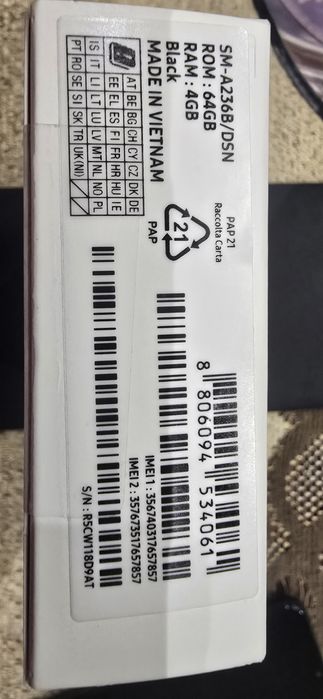 SM-A236B/DSN
ROM : 64GB
RAM : 4GB
Black
MADE IN VIETNAM
AT BE BG CH CY CZ DK DE
EE EL ES FI FR HR HU IE
IS IT LI LT LU LV MT NL NO PL
PT RO SE SI SK TR UK(NI)
PAP 21
Raccolta Carta
21
PAP
8 806094 534061
IMEI 1 : 356740317657857
IMEI 2 : 357673517657857
S/N : R5CW118D9AT